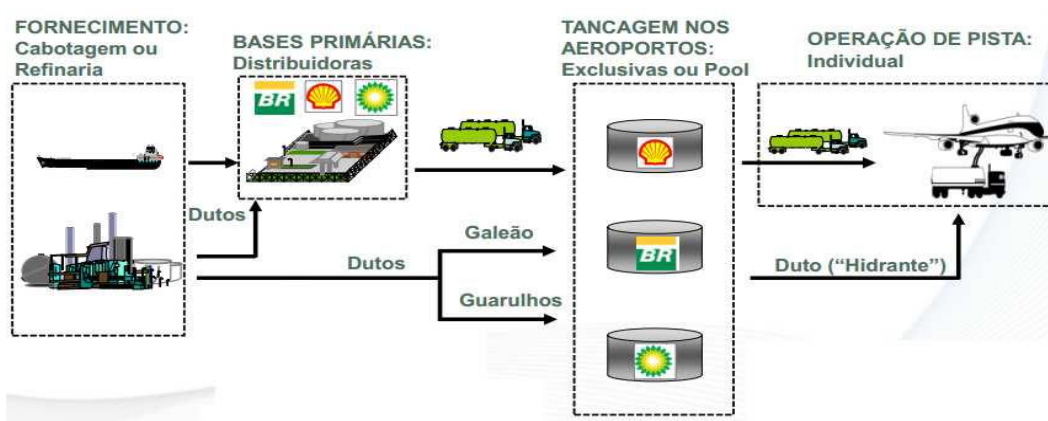 FORNECIMENTO:
Cabotagem ou
Refinaria
BASES PRIMÁRIAS:
Distribuidoras
TANCAGEM NOS
AEROPORTOS:
Exclusivas ou Pool
OPERAÇÃO DE PISTA:
Individual
BR
Dutos
Dutos
Galeão
Guarulhos
BR
Duto (“Hidrante”)